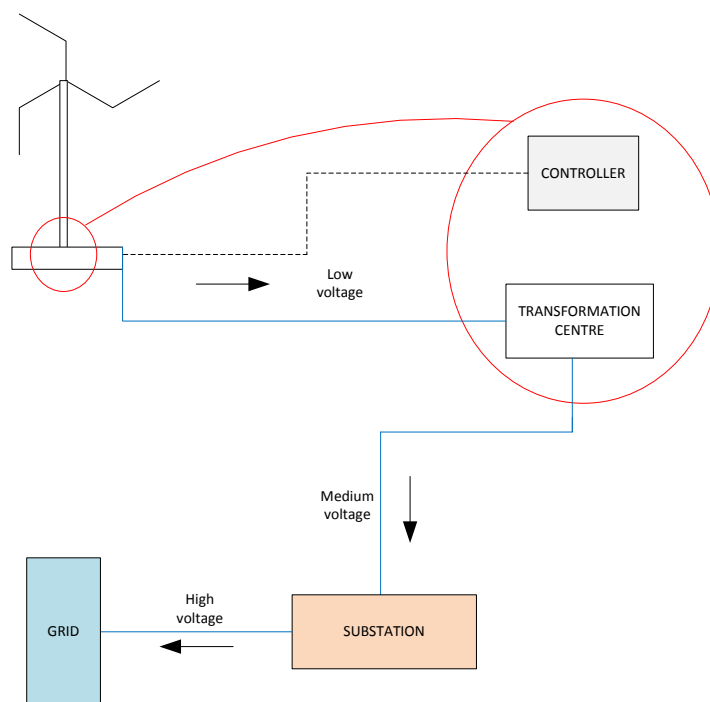 CONTROLLER
Low
voltage
TRANSFORMATION
CENTRE
Medium
voltage
High
voltage
GRID
SUBSTATION